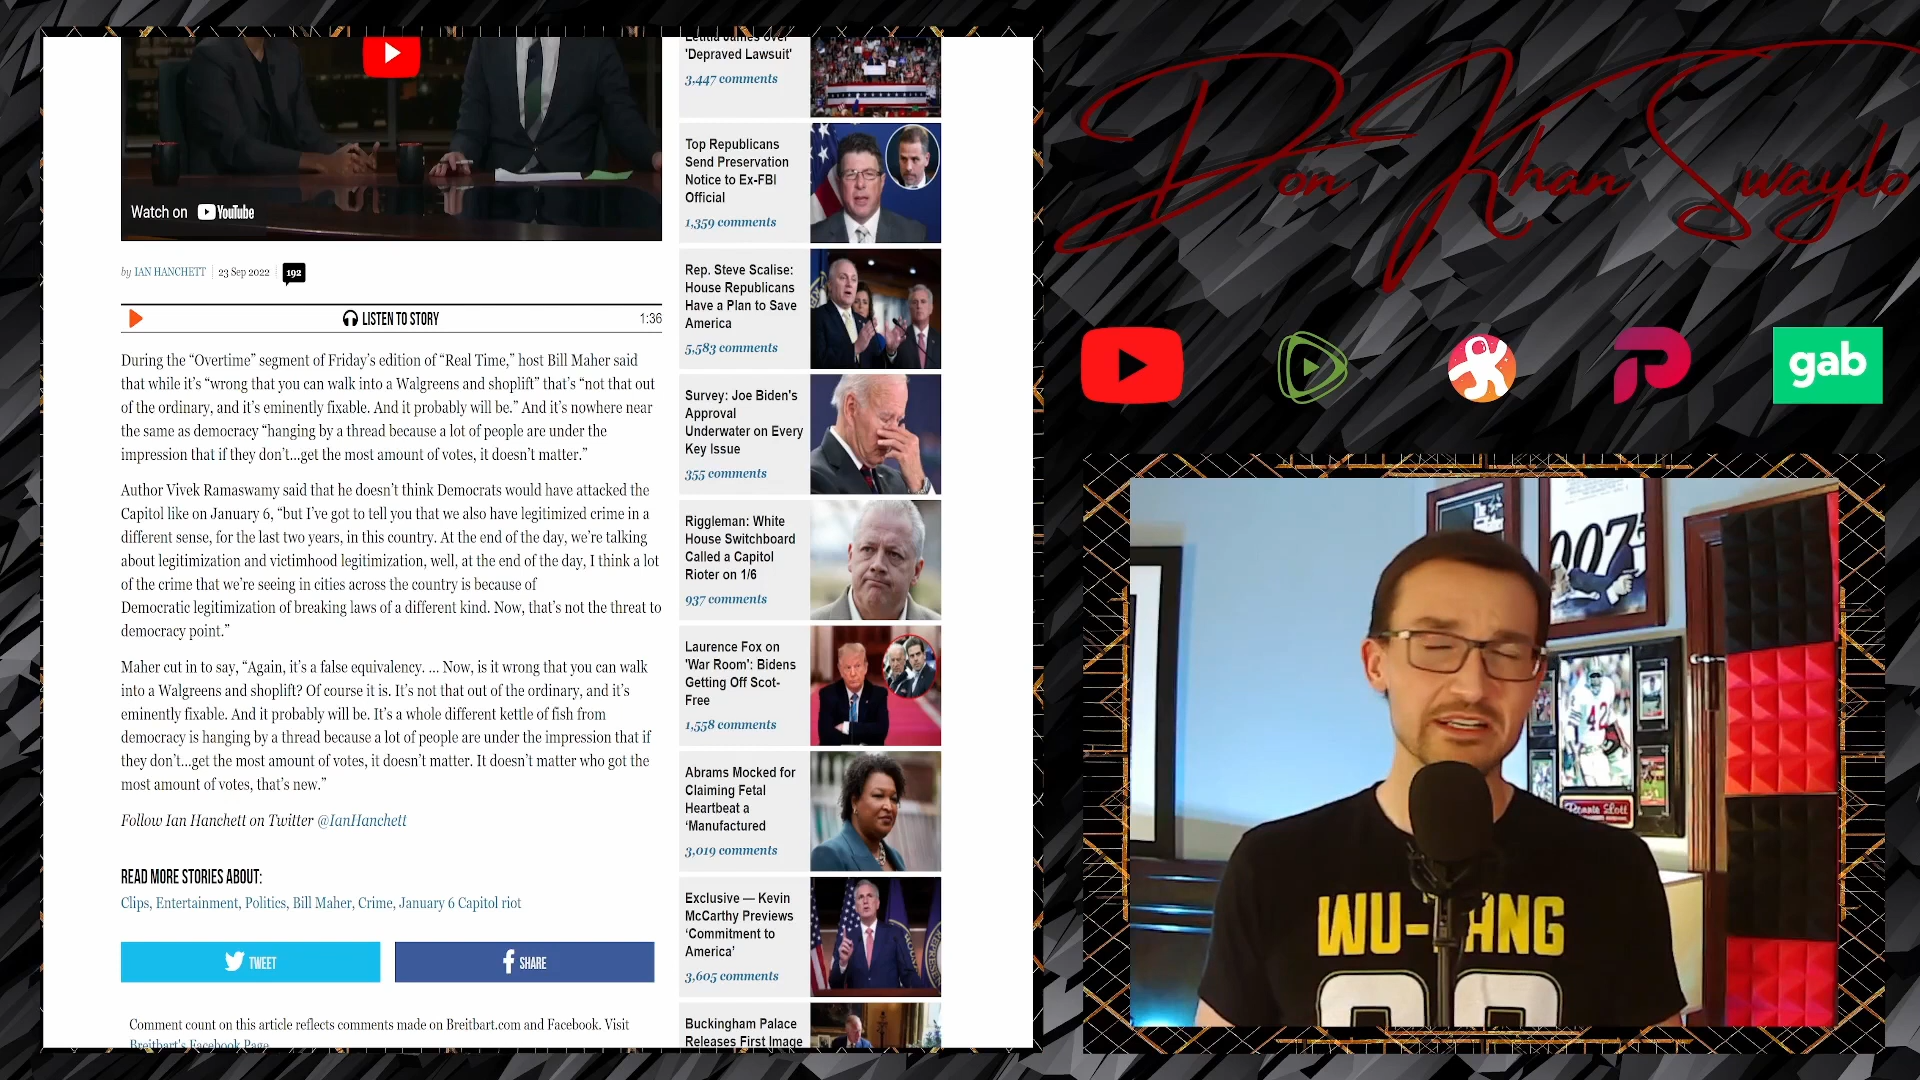 Letitia James over
'Depraved Lawsuit'
3,447 comments
Top Republicans
Send Preservation
Notice to Ex-FBI
Official
1,359 comments
Rep. Steve Scalise:
House Republicans
Have a Plan to Save
America
5,583 comments
Survey: Joe Biden's
Approval
Underwater on Every
Key Issue
355 comments
Riggleman: White
House Switchboard
Called a Capitol
Rioter on 1/6
937 comments
Laurence Fox on
'War Room': Bidens
Getting Off Scot-
Free
1,558 comments
Abrams Mocked for
Claiming Fetal
Heartbeat a
‘Manufactured
3,019 comments
Exclusive — Kevin
McCarthy Previews
‘Commitment to
America’
3,605 comments
Buckingham Palace
Releases First Image
Watch on YouTube
by IAN HANCHETT 23 Sep 2022 192
LISTEN TO STORY 1:36
During the “Overtime” segment of Friday’s edition of “Real Time,” host Bill Maher said
that while it’s “wrong that you can walk into a Walgreens and shoplift” that’s “not that out
of the ordinary, and it’s eminently fixable. And it probably will be.” And it’s nowhere near
the same as democracy “hanging by a thread because a lot of people are under the
impression that if they don’t…get the most amount of votes, it doesn’t matter.”
Author Vivek Ramaswamy said that he doesn’t think Democrats would have attacked the
Capitol like on January 6, “but I’ve got to tell you that we also have legitimized crime in a
different sense, for the last two years, in this country. At the end of the day, we’re talking
about legitimization and victimhood legitimization, well, at the end of the day, I think a lot
of the crime that we’re seeing in cities across the country is because of
Democratic legitimization of breaking laws of a different kind. Now, that’s not the threat to
democracy point.”
Maher cut in to say, “Again, it’s a false equivalency. … Now, is it wrong that you can walk
into a Walgreens and shoplift? Of course it is. It’s not that out of the ordinary, and it’s
eminently fixable. And it probably will be. It’s a whole different kettle of fish from
democracy is hanging by a thread because a lot of people are under the impression that if
they don’t…get the most amount of votes, it doesn’t matter. It doesn’t matter who got the
most amount of votes, that’s new.”
Follow Ian Hanchett on Twitter @IanHanchett
READ MORE STORIES ABOUT:
Clips, Entertainment, Politics, Bill Maher, Crime, January 6 Capitol riot
TWEET
SHARE
Comment count on this article reflects comments made on Breitbart.com and Facebook. Visit
Breitbart's Facebook Page.
Don Khan Swaylo
gab
007
42
Ronnie Lott
WU-TANG